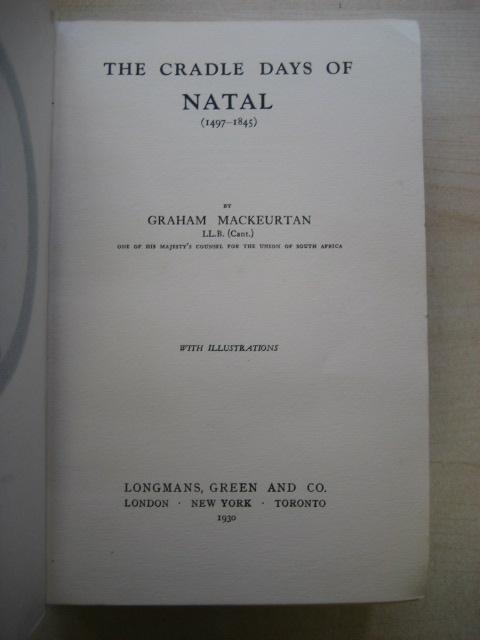 THE CRADLE DAYS OF
NATAL
(1497-1845)
BY
GRAHAM MACKEURTAN
LL.B. (Cant.)
ONE OF HIS MAJESTY'S COUNSEL FOR THE UNION OF SOUTH AFRICA
WITH ILLUSTRATIONS
LONGMANS, GREEN AND CO.
LONDON · NEW YORK · TORONTO
1930